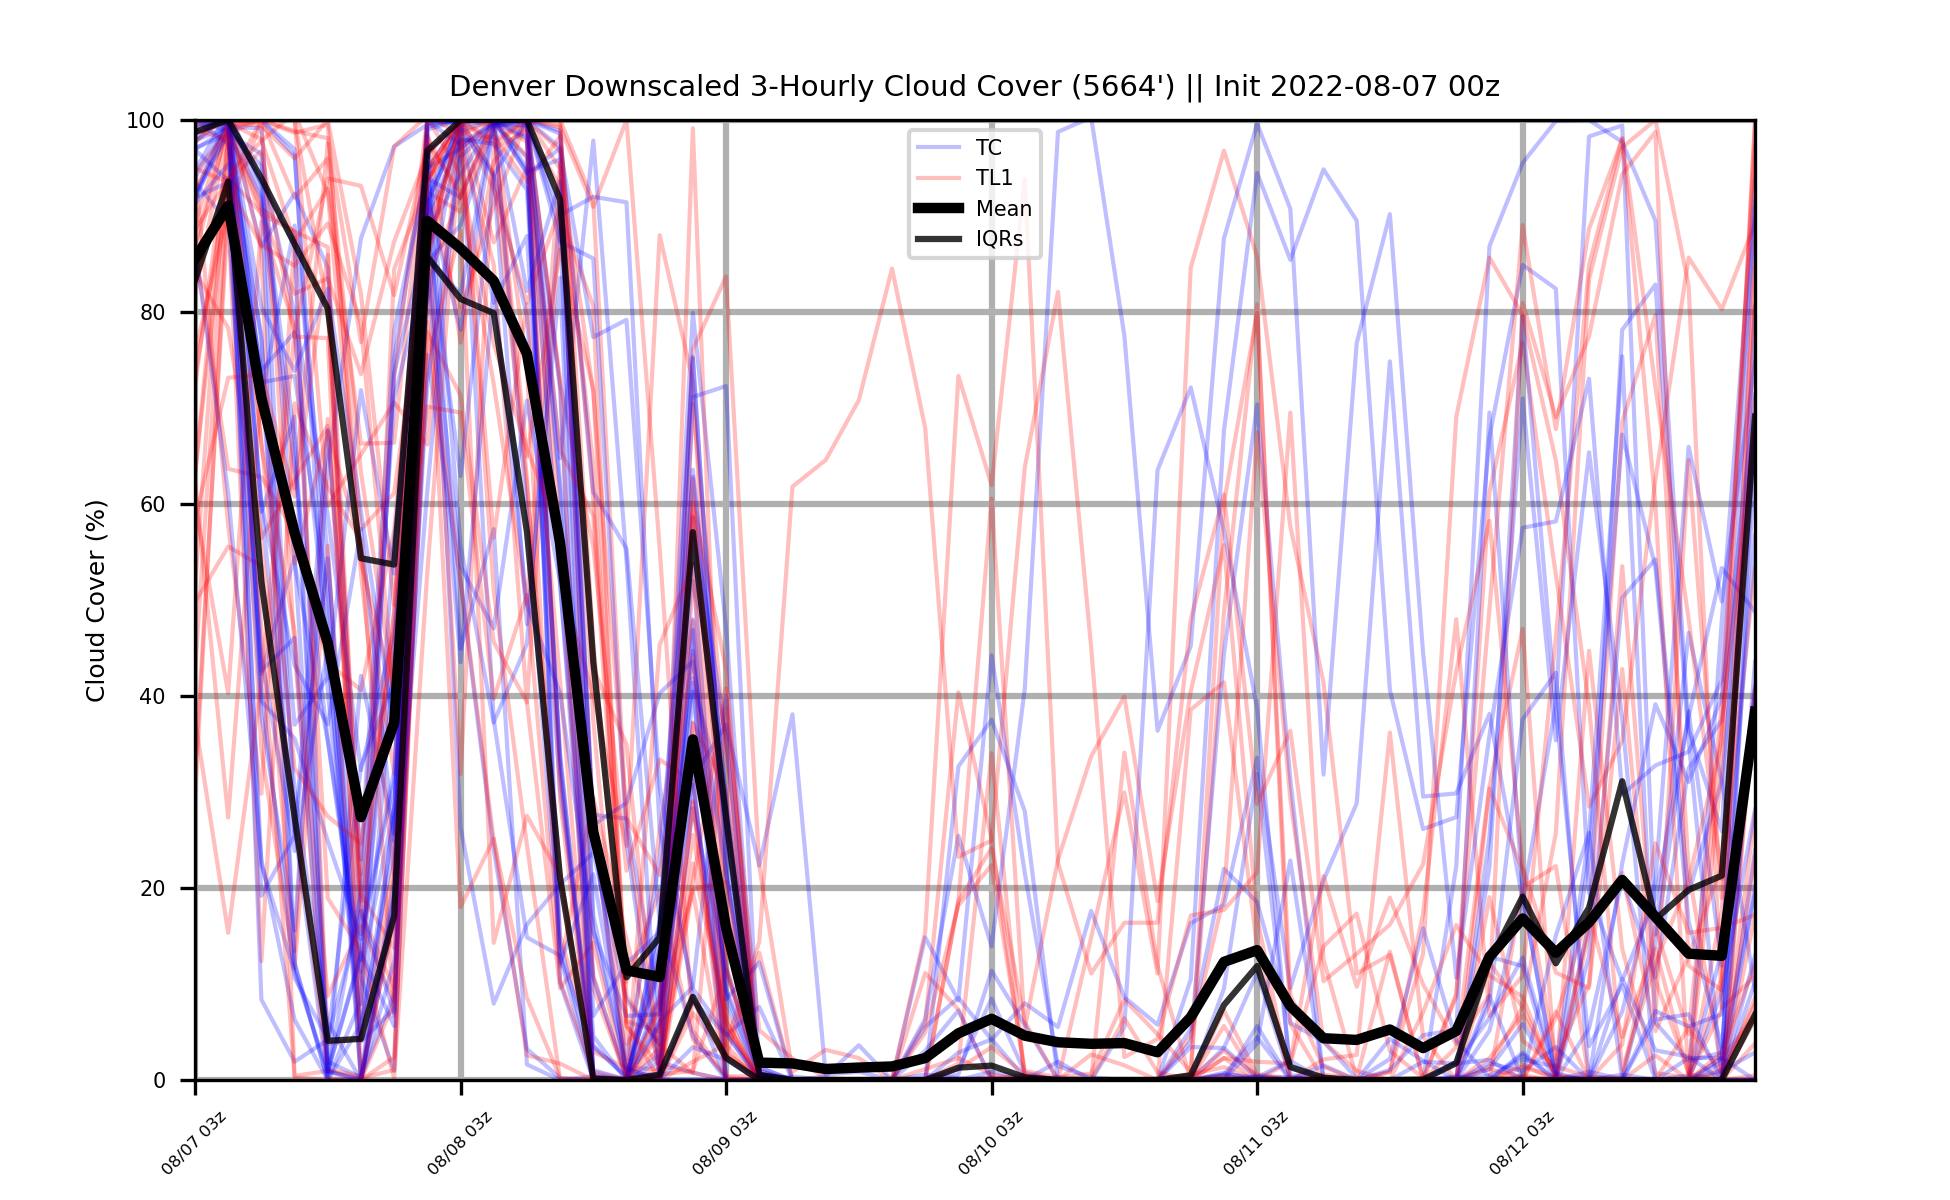 Denver Downscaled 3-Hourly Cloud Cover (5664') || Init 2022-08-07 00z
TC
TL1
Mean
IQRs
Cloud Cover (%)
100
80
60
40
20
0
08/07 03z
08/08 03z
08/09 03z
08/10 03z
08/11 03z
08/12 03z